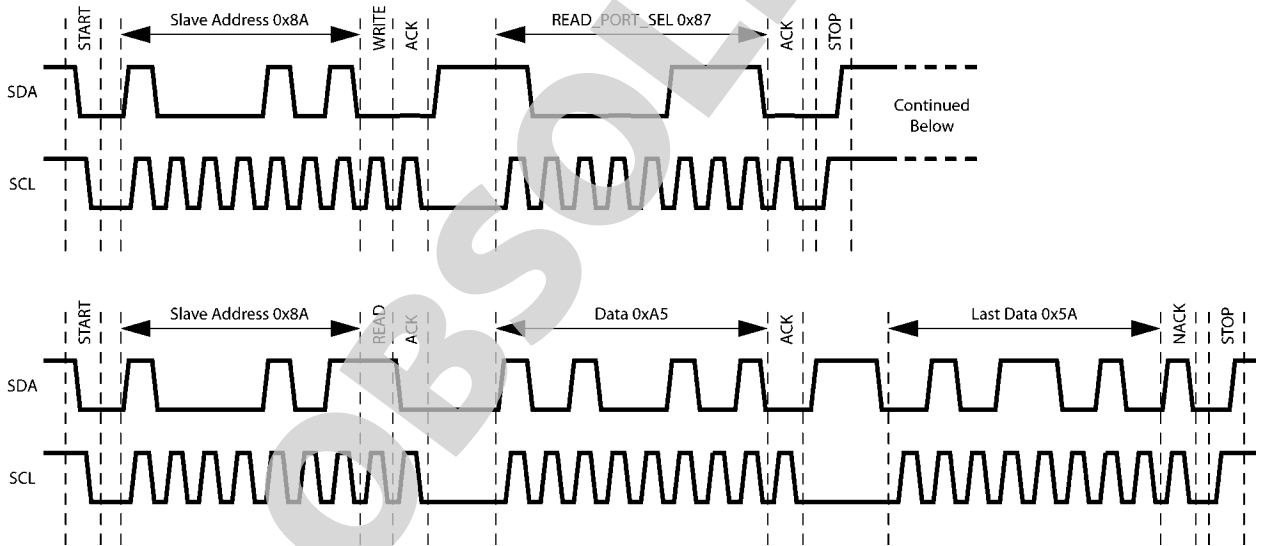 START
Slave Address 0x8A
WRITE
ACK
READ_PORT_SEL 0x87
ACK
STOP
SDA
Continued
Below
SCL
START
Slave Address 0x8A
READ
ACK
Data 0xA5
ACK
Last Data 0x5A
NACK
STOP
SDA
SCL
OBSOL